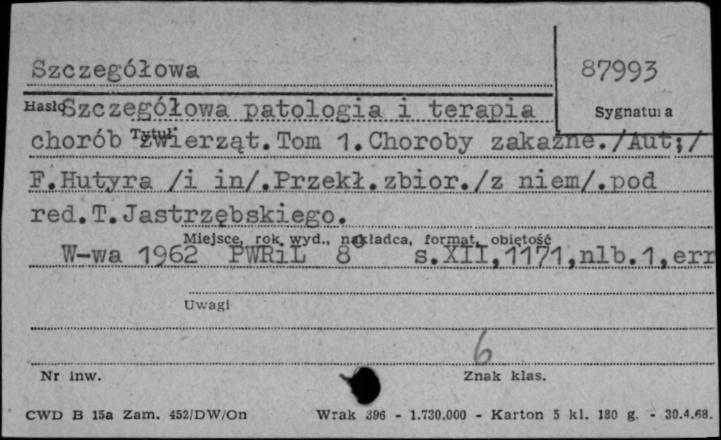 Szczegółowa
87993
Hasło Szczegółowa patologia i terapia
Sygnatura
chorób zwierząt.Tom 1.Choroby zakaźne./Aut;/
Tytuł
F.Hutyra /i in/.Przekł.zbior./z niem/.pod
red.T.Jastrzębskiego.
Miejsce, rok wyd., nakładca, format, objętość
W-wa 1962 PWRiL 8° s.XII,1171,nlb.1,err
Uwagi
6
Nr inw.
Znak klas.
CWD B 15a Zam. 452/DW/On Wrak 396 - 1.730.000 - Karton 5 kl. 180 g. - 30.4.68.